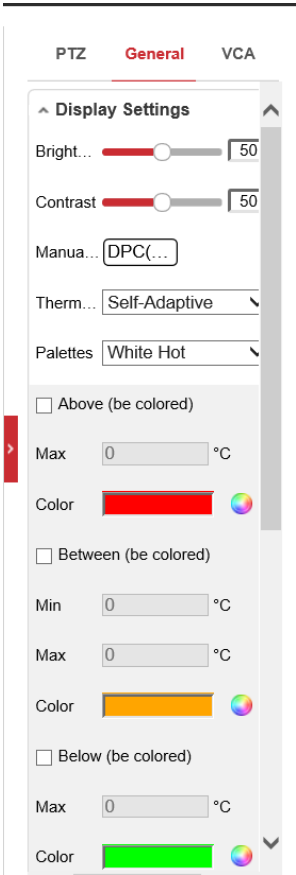 PTZ General VCA
Display Settings
Bright... 50
Contrast 50
Manua... DPC(...
Therm... Self-Adaptive
Palettes White Hot
Above (be colored)
Max 0 °C
Color
Between (be colored)
Min 0 °C
Max 0 °C
Color
Below (be colored)
Max 0 °C
Color